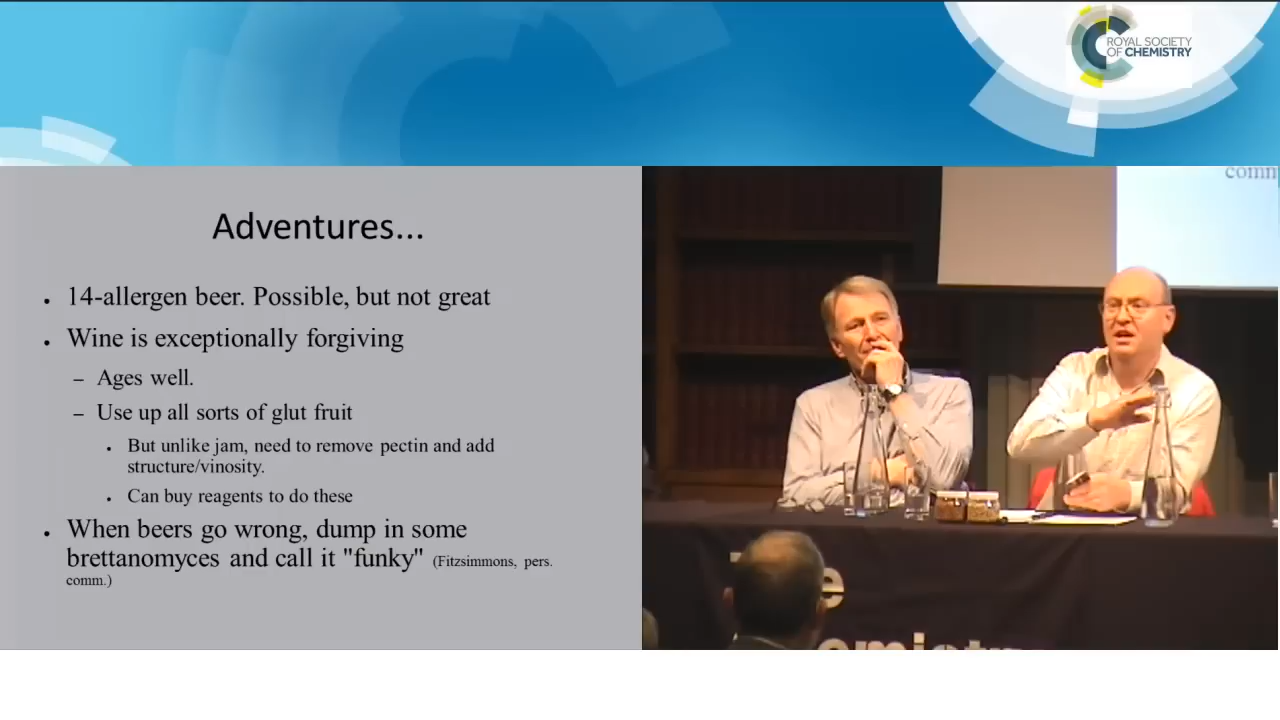 ROYAL SOCIETY
OF CHEMISTRY
Adventures...
• 14-allergen beer. Possible, but not great
• Wine is exceptionally forgiving
– Ages well.
– Use up all sorts of glut fruit
• But unlike jam, need to remove pectin and add
structure/vinosity.
• Can buy reagents to do these
• When beers go wrong, dump in some
brettanomyces and call it "funky" (Fitzsimmons, pers.
comm.)